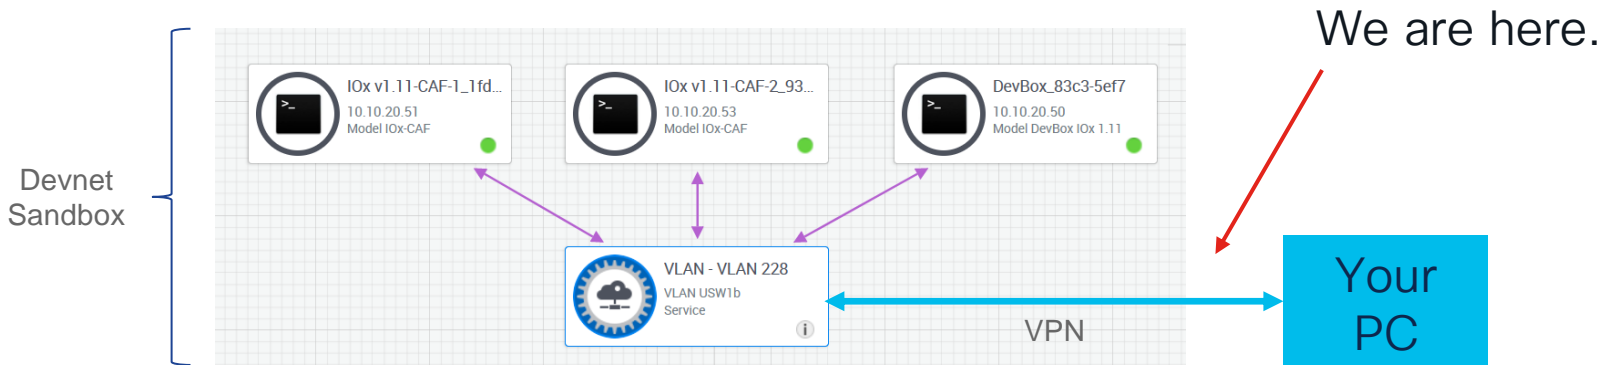 We are here.
IOx v1.11-CAF-1_1fd...
10.10.20.51
Model IOx-CAF
IOx v1.11-CAF-2_93...
10.10.20.53
Model IOx-CAF
DevBox_83c3-5ef7
10.10.20.50
Model DevBox IOx 1.11
Devnet
Sandbox
VLAN - VLAN 228
VLAN USW1b
Service
i
VPN
Your
PC
>_
>_
>_